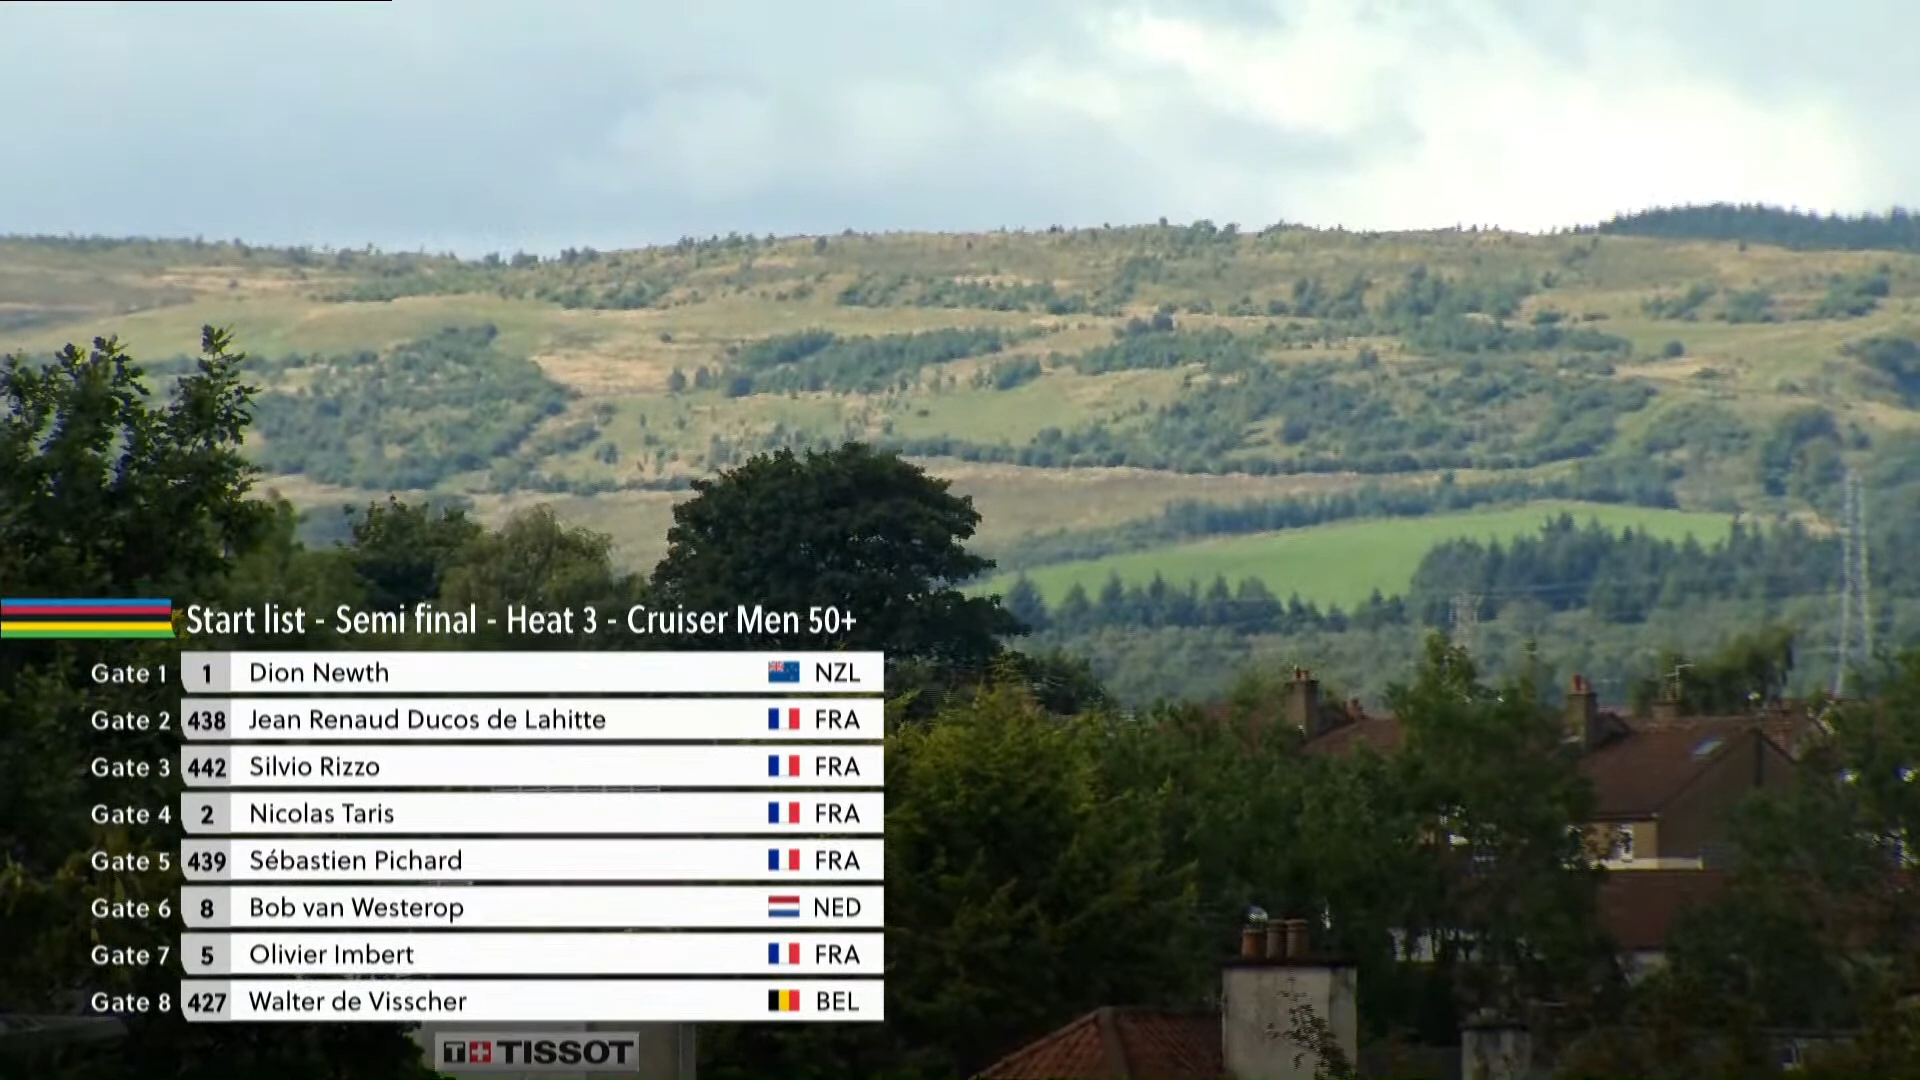 Start list - Semi final - Heat 3 - Cruiser Men 50+
Gate 1 1 Dion Newth NZL
Gate 2 438 Jean Renaud Ducos de Lahitte FRA
Gate 3 442 Silvio Rizzo FRA
Gate 4 2 Nicolas Taris FRA
Gate 5 439 Sébastien Pichard FRA
Gate 6 8 Bob van Westerop NED
Gate 7 5 Olivier Imbert FRA
Gate 8 427 Walter de Visscher BEL
TISSOT